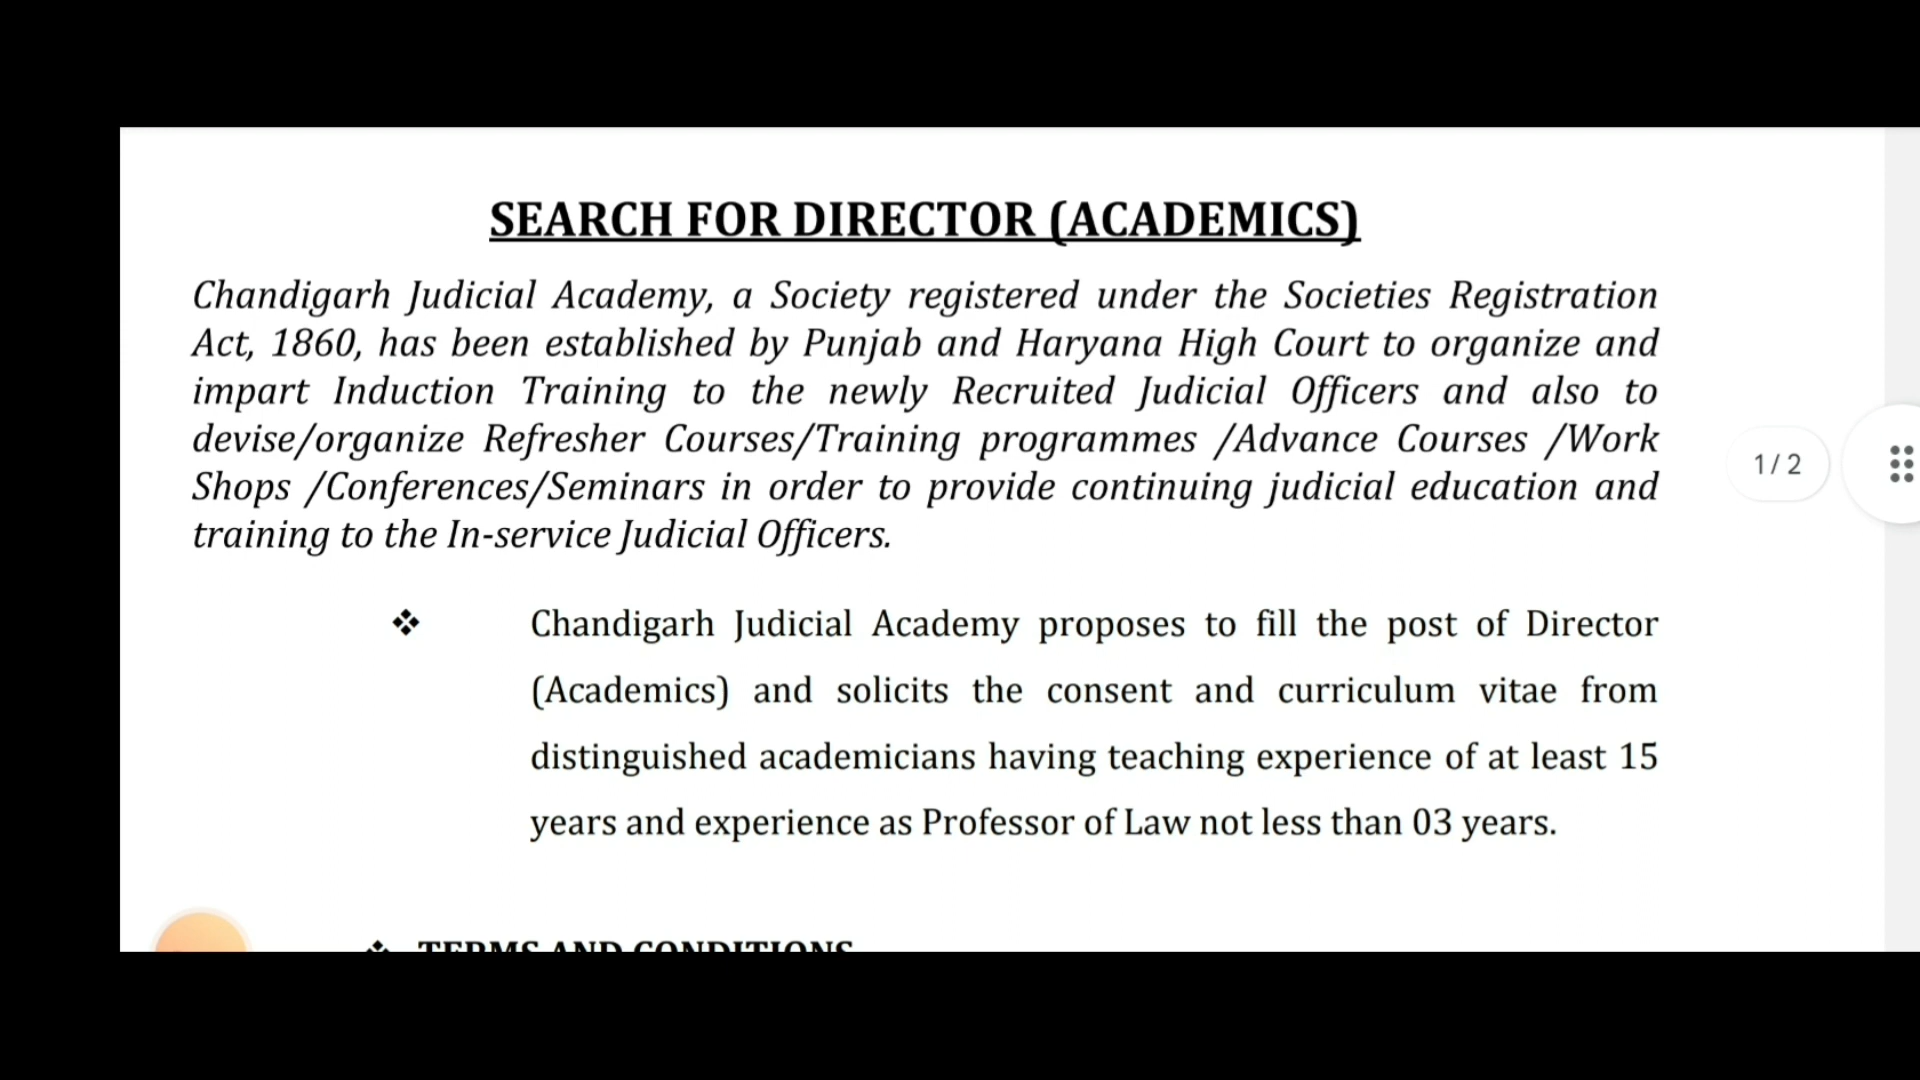 SEARCH FOR DIRECTOR (ACADEMICS)
Chandigarh Judicial Academy, a Society registered under the Societies Registration
Act, 1860, has been established by Punjab and Haryana High Court to organize and
impart Induction Training to the newly Recruited Judicial Officers and also to
devise/organize Refresher Courses/Training programmes /Advance Courses /Work
Shops /Conferences/Seminars in order to provide continuing judicial education and
training to the In-service Judicial Officers.
1/2
❖ Chandigarh Judicial Academy proposes to fill the post of Director
(Academics) and solicits the consent and curriculum vitae from
distinguished academicians having teaching experience of at least 15
years and experience as Professor of Law not less than 03 years.
❖ TERMS AND CONDITIONS